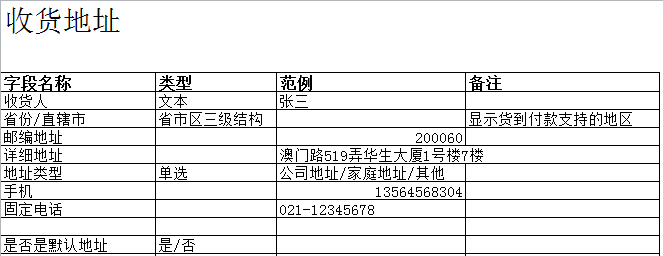 收货地址
字段名称 类型 范例 备注
收货人 文本 张三
省份/直辖市 省市区三级结构 显示货到付款支持的地区
邮编地址 200060
详细地址 澳门路519弄华生大厦1号楼7楼
地址类型 单选 公司地址/家庭地址/其他
手机 13564568304
固定电话 021-12345678
是否是默认地址 是/否